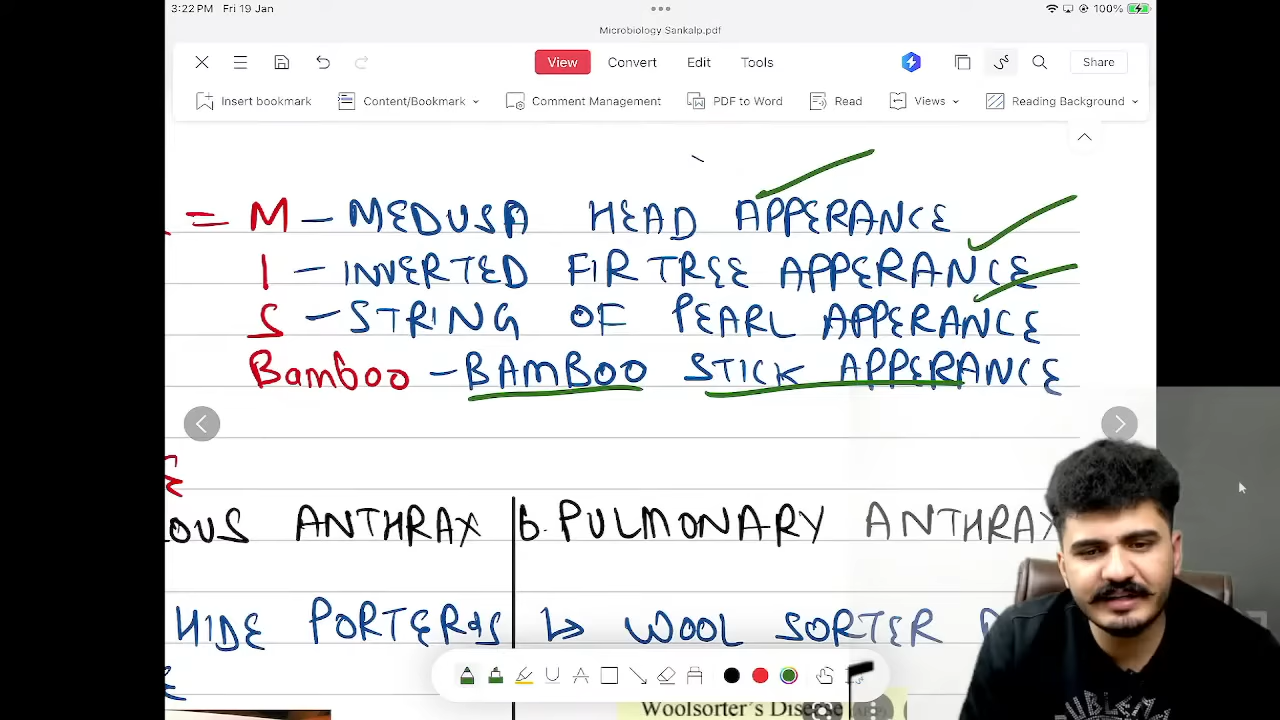 3:22 PM Fri 19 Jan
100%
Microbiology Sankalp.pdf
View Convert Edit Tools Share
Insert bookmark Content/Bookmark Comment Management PDF to Word Read Views Reading Background
= M – MEDUSA HEAD APPERANCE
I – INVERTED FIR TREE APPERANCE
S – STRING OF PEARL APPERANCE
Bamboo – BAMBOO STICK APPERANCE
OUS ANTHRAX
b. PULMONARY ANTHRAX
HIDE PORTER'S
↳ WOOL SORTER
Woolsorter's Disease